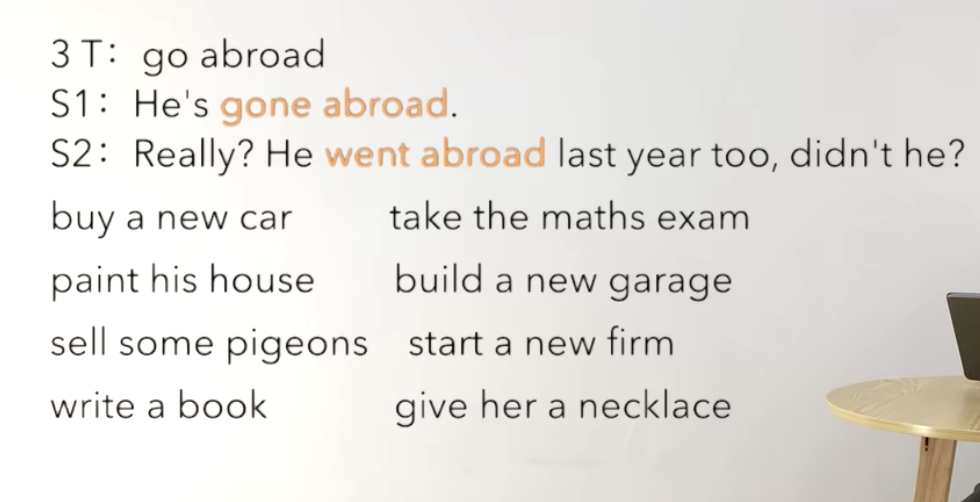 3 T: go abroad
S1: He's gone abroad.
S2: Really? He went abroad last year too, didn't he?
buy a new car take the maths exam
paint his house build a new garage
sell some pigeons start a new firm
write a book give her a necklace